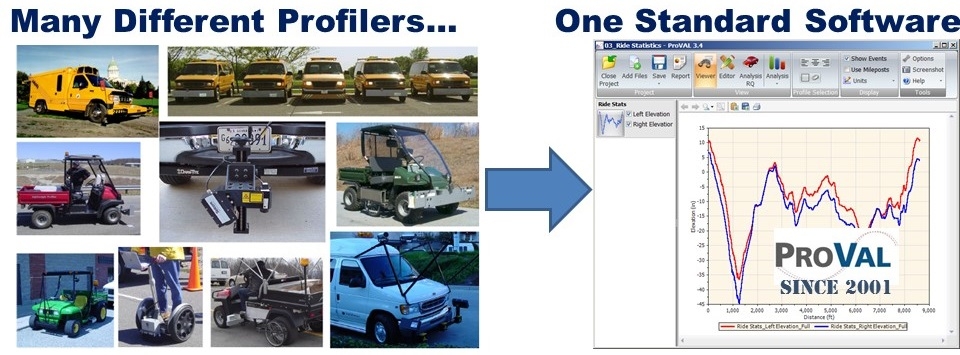 Many Different Profilers...
One Standard Software
03_Ride Statistics - ProVAL 3.4
Close Project
Add Files
Save
Report
Viewer
Editor
Analysis RQ
Analysis
Show Events
Use Mileposts
Units
Options
Screenshot
Help
Project
View
Profile Selection
Display
Tools
Ride Stats
Left Elevation
Right Elevation
15
10
5
0
-5
-10
-15
-20
-25
-30
-35
-40
-45
Elevation (in)
PROVAL
SINCE 2001
0 1,000 2,000 3,000 4,000 5,000 6,000 7,000 8,000 9,000
Distance (ft)
Ride Stats_Left Elevation_Full
Ride Stats_Right Elevation_Full